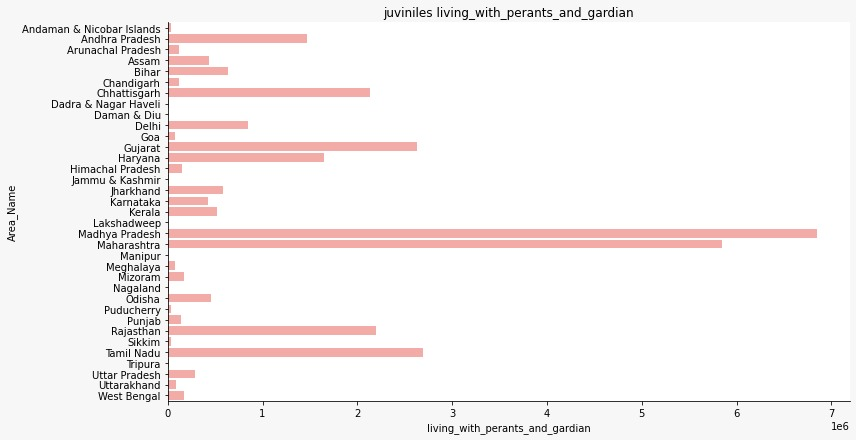 juviniles living_with_perants_and_gardian
Andaman & Nicobar Islands
Andhra Pradesh
Arunachal Pradesh
Assam
Bihar
Chandigarh
Chhattisgarh
Dadra & Nagar Haveli
Daman & Diu
Delhi
Goa
Gujarat
Haryana
Himachal Pradesh
Jammu & Kashmir
Jharkhand
Karnataka
Kerala
Lakshadweep
Madhya Pradesh
Maharashtra
Manipur
Meghalaya
Mizoram
Nagaland
Odisha
Puducherry
Punjab
Rajasthan
Sikkim
Tamil Nadu
Tripura
Uttar Pradesh
Uttarakhand
West Bengal
Area_Name
0 1 2 3 4 5 6 7
1e6
living_with_perants_and_gardian